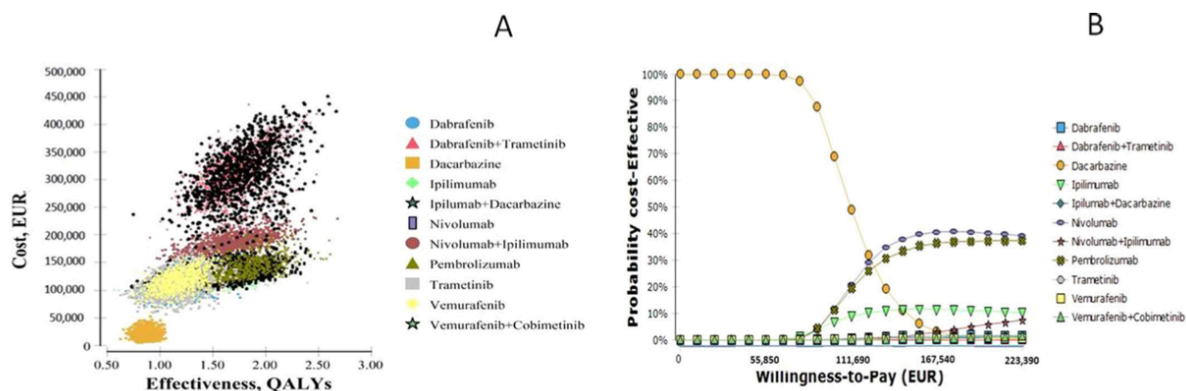 A
B
Cost, EUR
500,000
450,000
400,000
350,000
300,000
250,000
200,000
150,000
100,000
50,000
0
0.50 1.00 1.50 2.00 2.50 3.00
Effectiveness, QALYs
Dabrafenib
Dabrafenib+Trametinib
Dacarbazine
Ipilimumab
Ipilumab+Dacarbazine
Nivolumab
Nivolumab+Ipilimumab
Pembrolizumab
Trametinib
Vemurafenib
Vemurafenib+Cobimetinib
Probability cost-Effective
100%
90%
80%
70%
60%
50%
40%
30%
20%
10%
0%
0 55,850 111,690 167,540 223,390
Willingness-to-Pay (EUR)
Dabrafenib
Dabrafenib+Trametinib
Dacarbazine
Ipilimumab
Ipilumab+Dacarbazine
Nivolumab
Nivolumab+Ipilimumab
Pembrolizumab
Trametinib
Vemurafenib
Vemurafenib+Cobimetinib